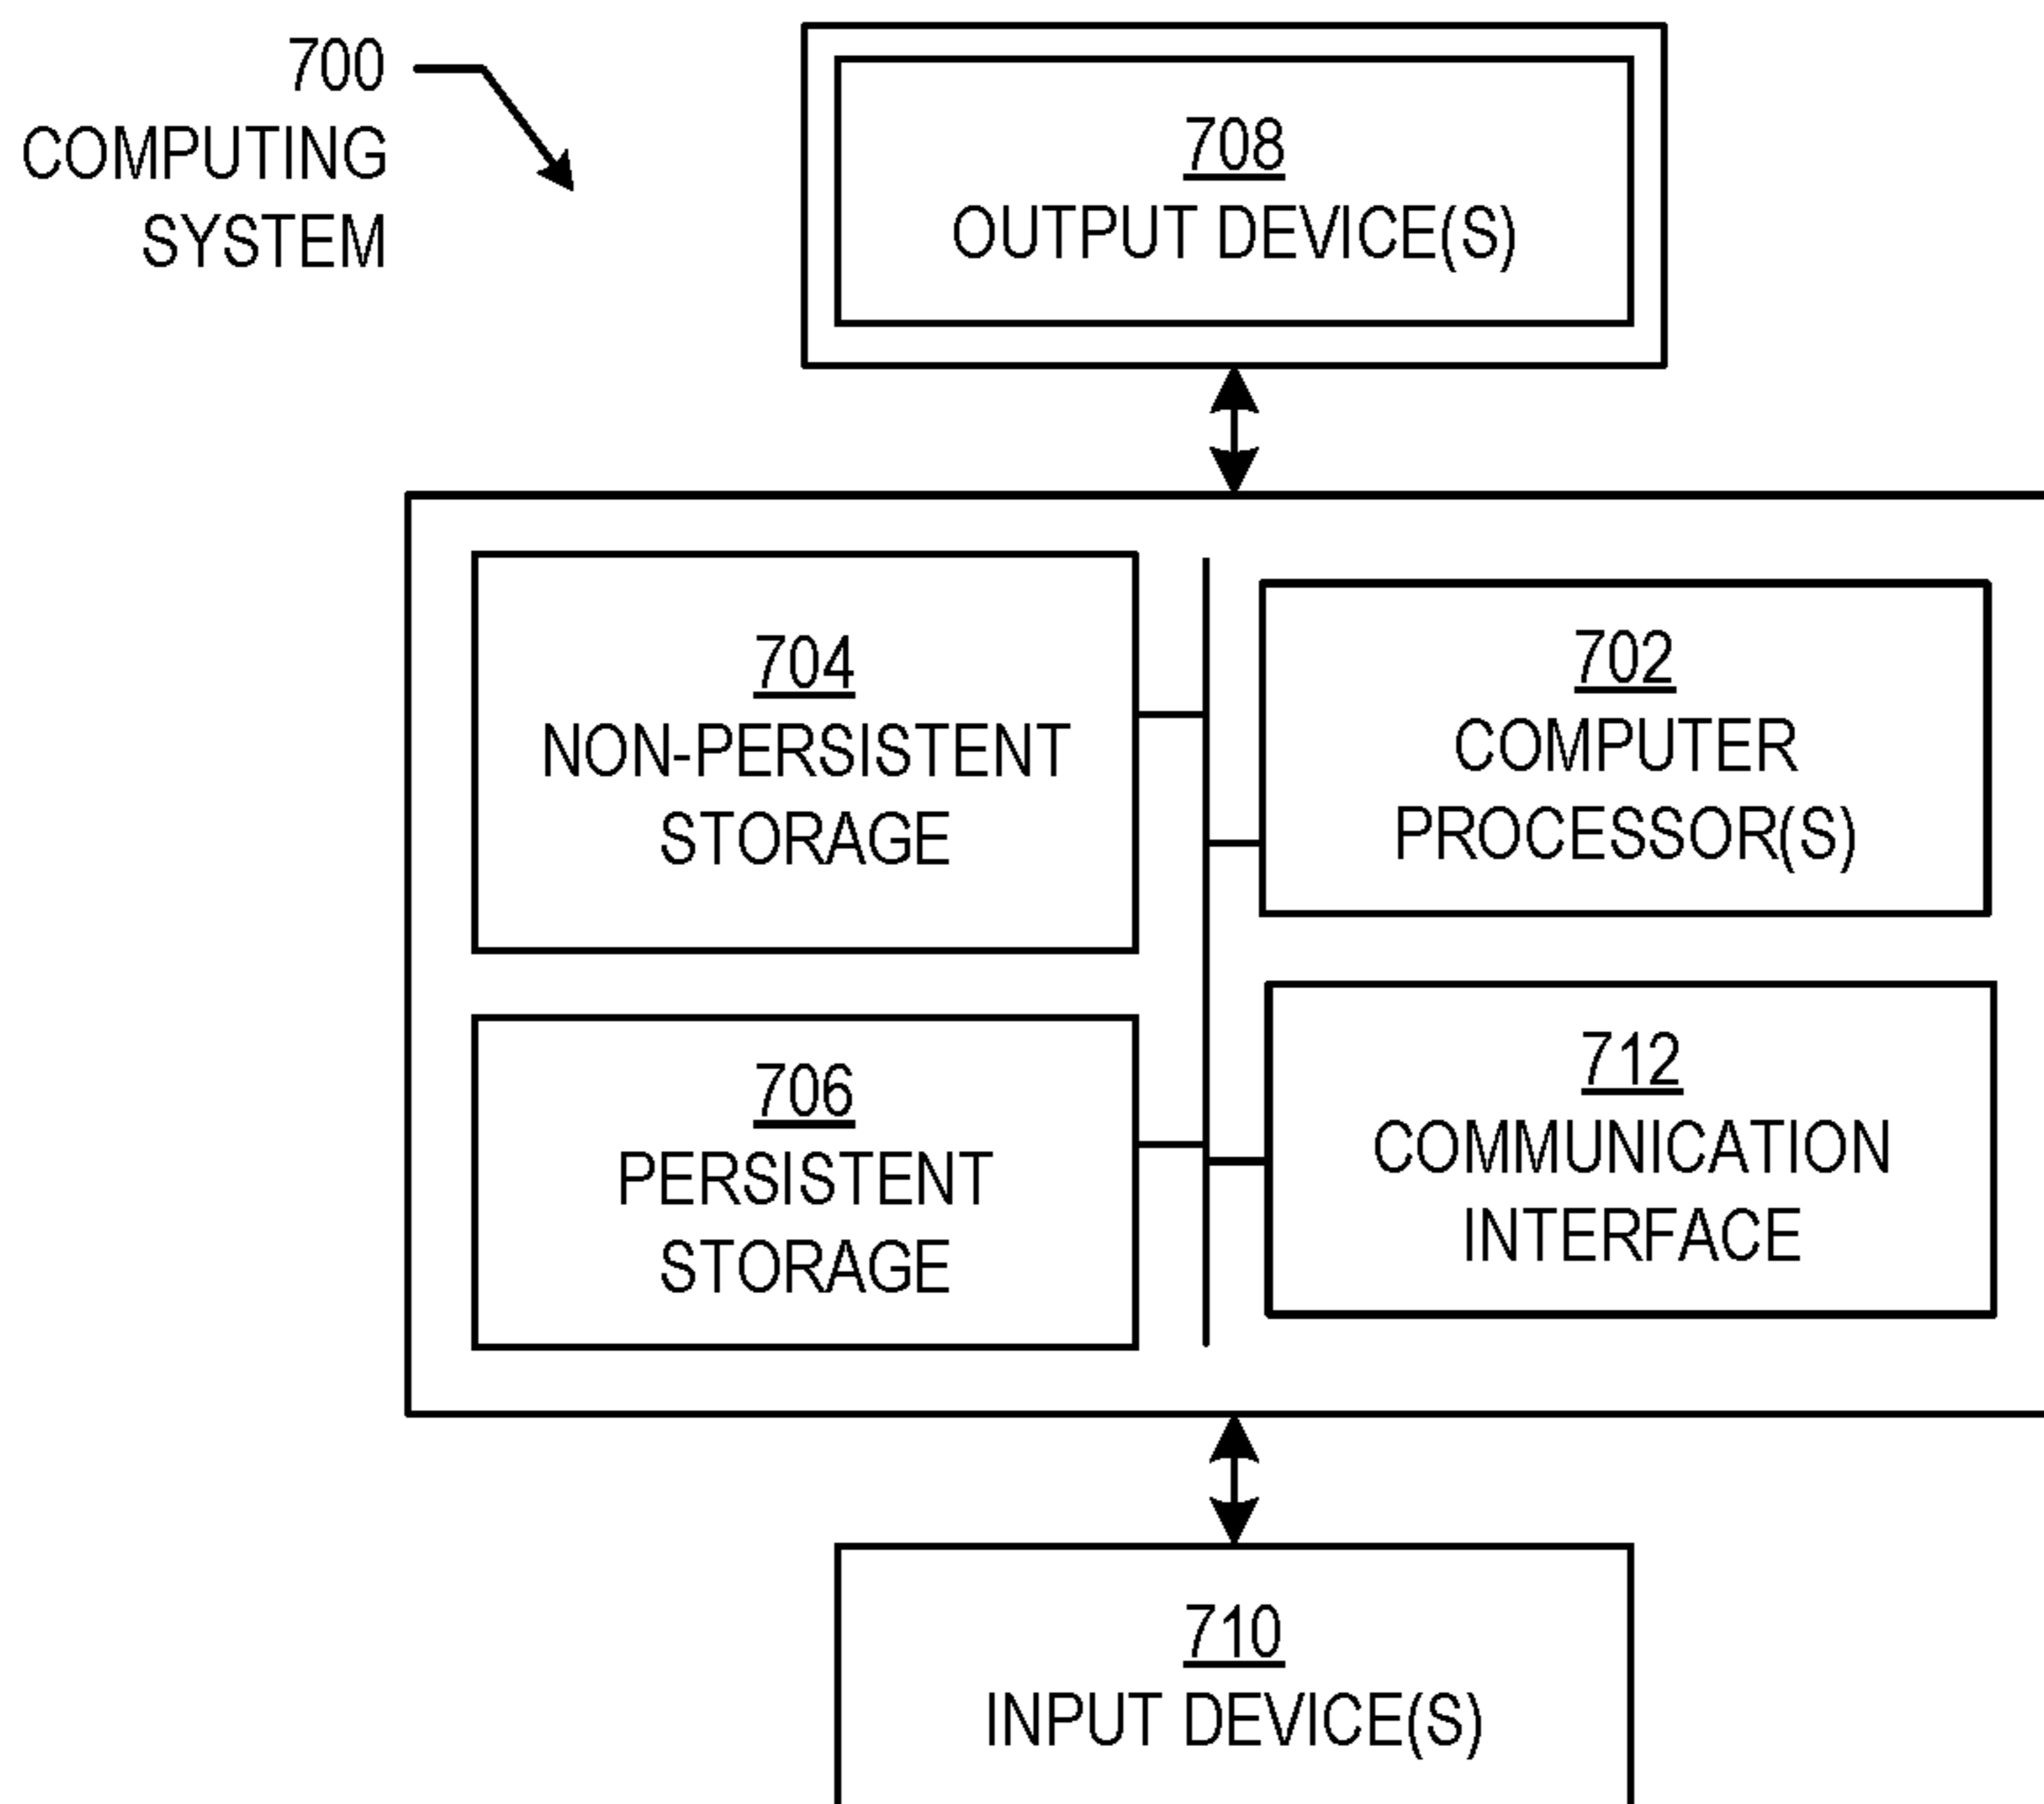 700
COMPUTING
SYSTEM
708
OUTPUT DEVICE(S)
704
NON-PERSISTENT
STORAGE
702
COMPUTER
PROCESSOR(S)
706
PERSISTENT
STORAGE
712
COMMUNICATION
INTERFACE
710
INPUT DEVICE(S)